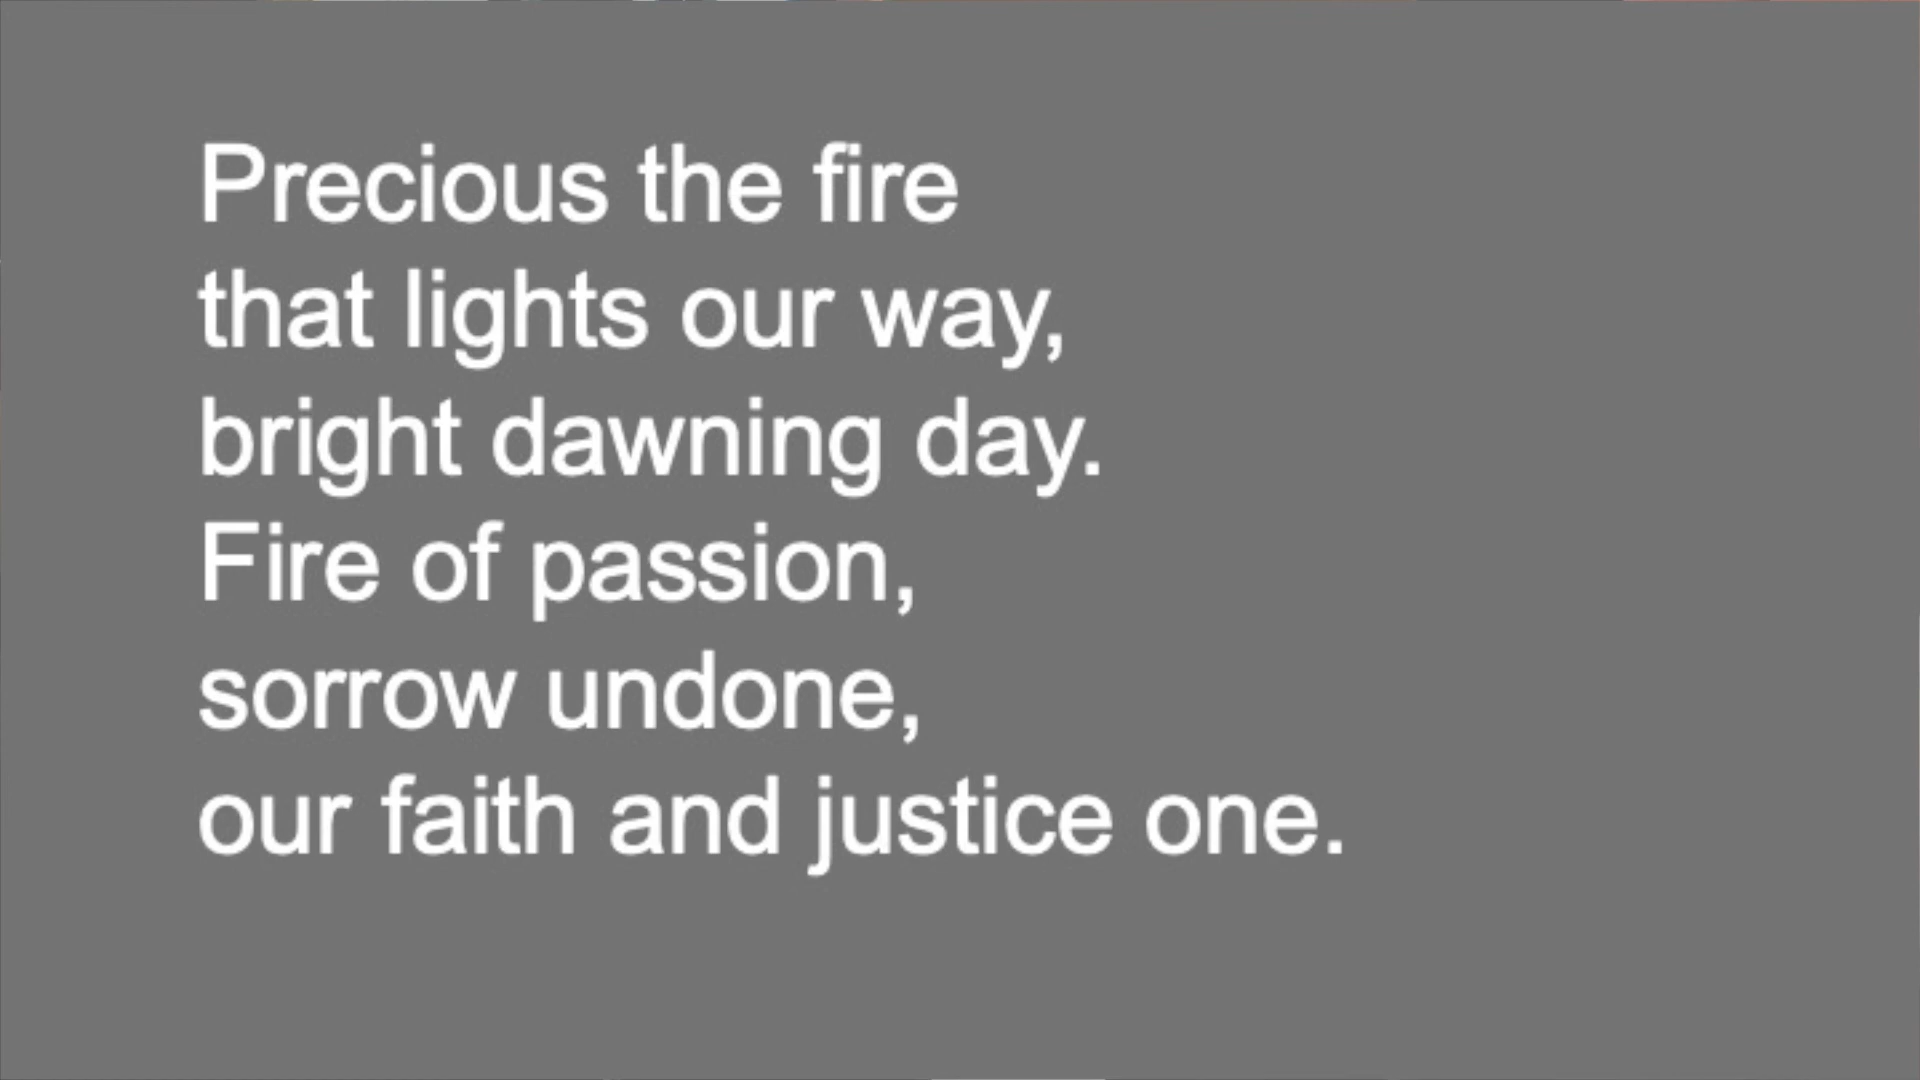 Precious the fire
that lights our way,
bright dawning day.
Fire of passion,
sorrow undone,
our faith and justice one.